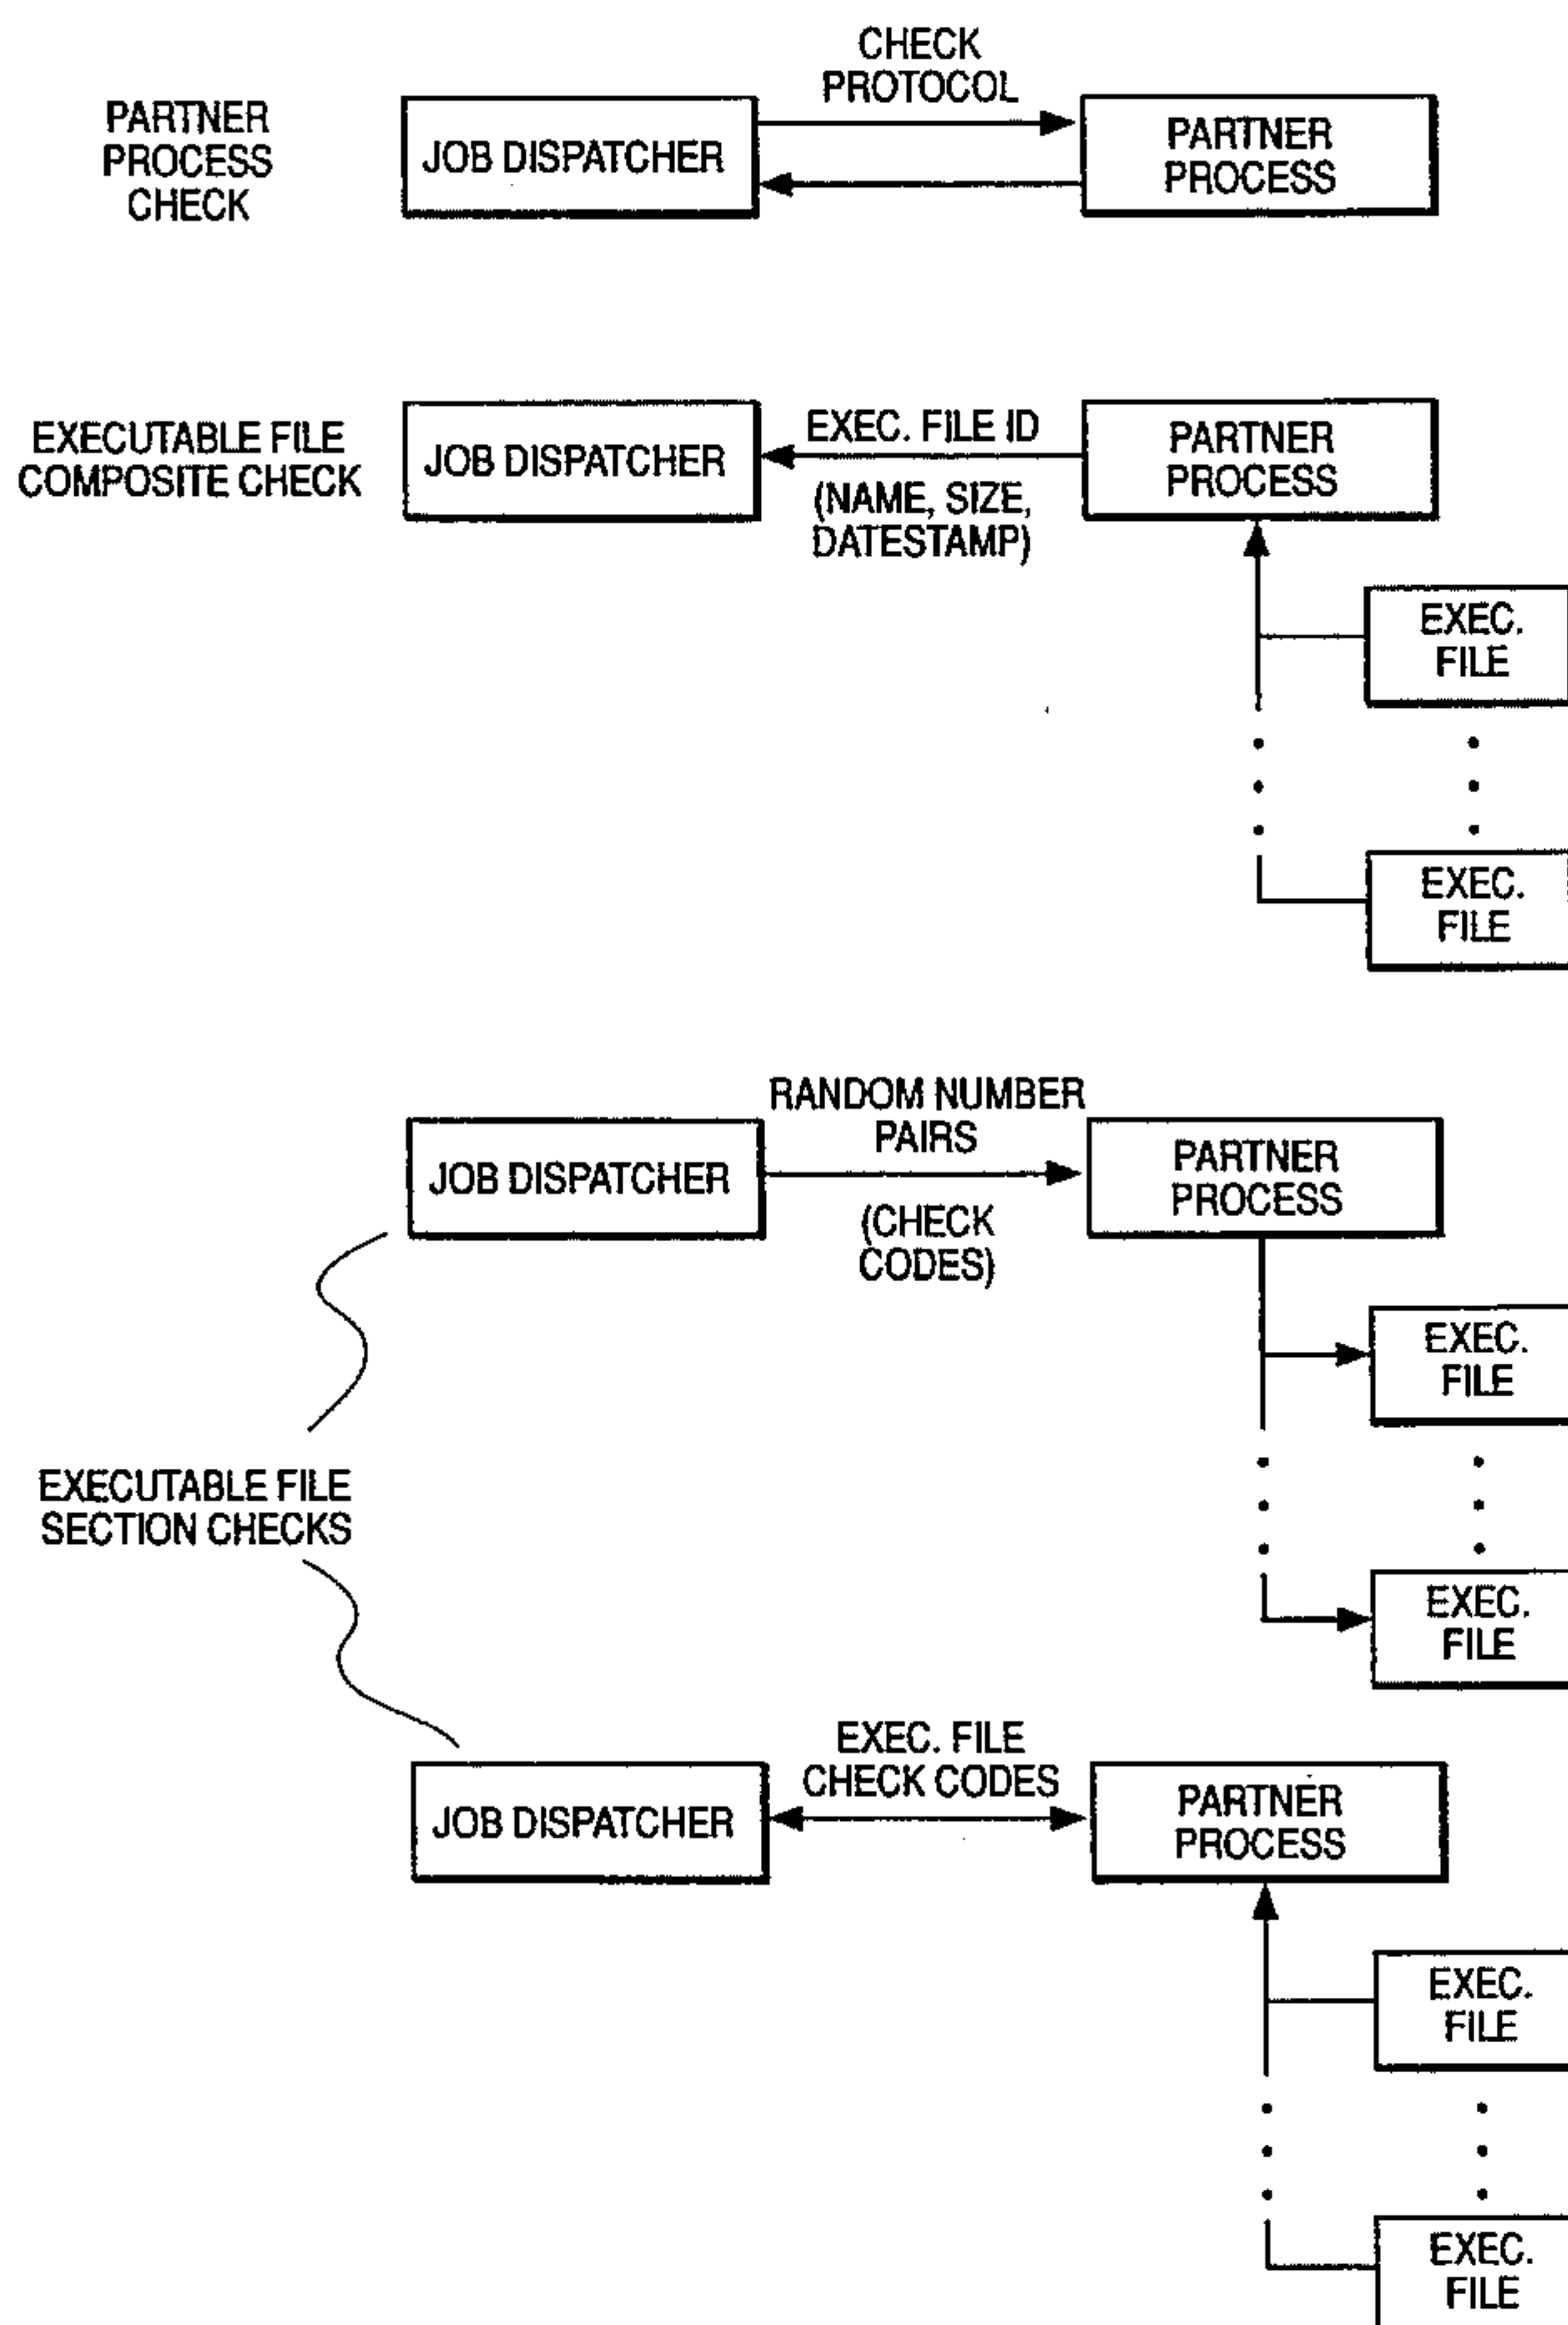 PARTNER
PROCESS
CHECK
JOB DISPATCHER
CHECK
PROTOCOL
PARTNER
PROCESS
EXECUTABLE FILE
COMPOSITE CHECK
JOB DISPATCHER
EXEC. FILE ID
(NAME, SIZE,
DATESTAMP)
PARTNER
PROCESS
EXEC.
FILE
EXEC.
FILE
EXECUTABLE FILE
SECTION CHECKS
JOB DISPATCHER
RANDOM NUMBER
PAIRS
(CHECK
CODES)
PARTNER
PROCESS
EXEC.
FILE
EXEC.
FILE
JOB DISPATCHER
EXEC. FILE
CHECK CODES
PARTNER
PROCESS
EXEC.
FILE
EXEC.
FILE